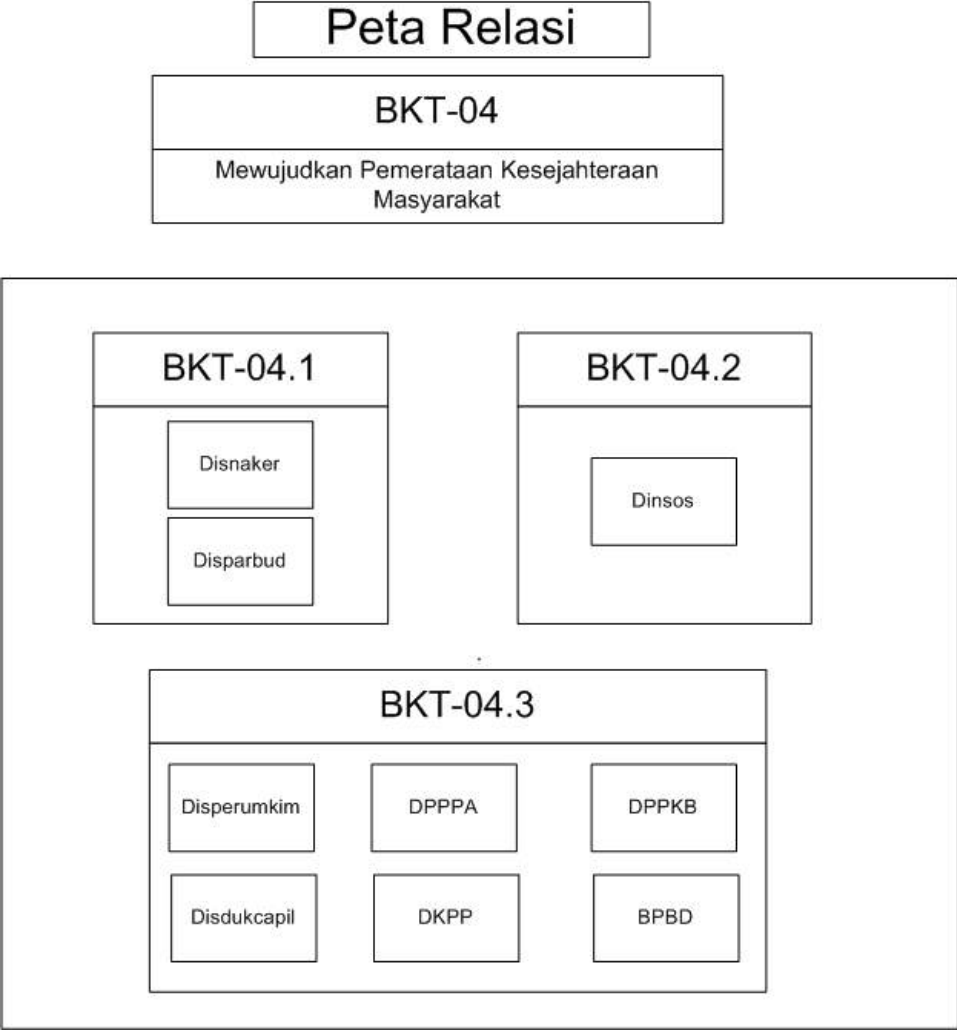 Peta Relasi
BKT-04
Mewujudkan Pemerataan Kesejahteraan
Masyarakat
BKT-04.1
Disnaker
Disparbud
BKT-04.2
Dinsos
BKT-04.3
Disperumkim
DPPPA
DPPKB
Disdukcapil
DKPP
BPBD